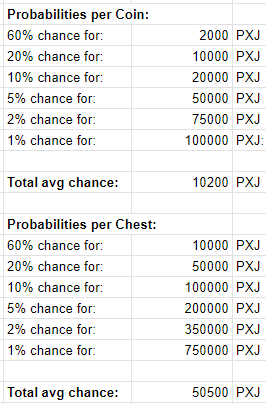 Probabilities per Coin:
60% chance for: 2000 PXJ
20% chance for: 10000 PXJ
10% chance for: 20000 PXJ
5% chance for: 50000 PXJ
2% chance for: 75000 PXJ
1% chance for: 100000 PXJ:
Total avg chance: 10200 PXJ
Probabilities per Chest:
60% chance for: 10000 PXJ
20% chance for: 50000 PXJ
10% chance for: 100000 PXJ
5% chance for: 200000 PXJ
2% chance for: 350000 PXJ
1% chance for: 750000 PXJ
Total avg chance: 50500 PXJ